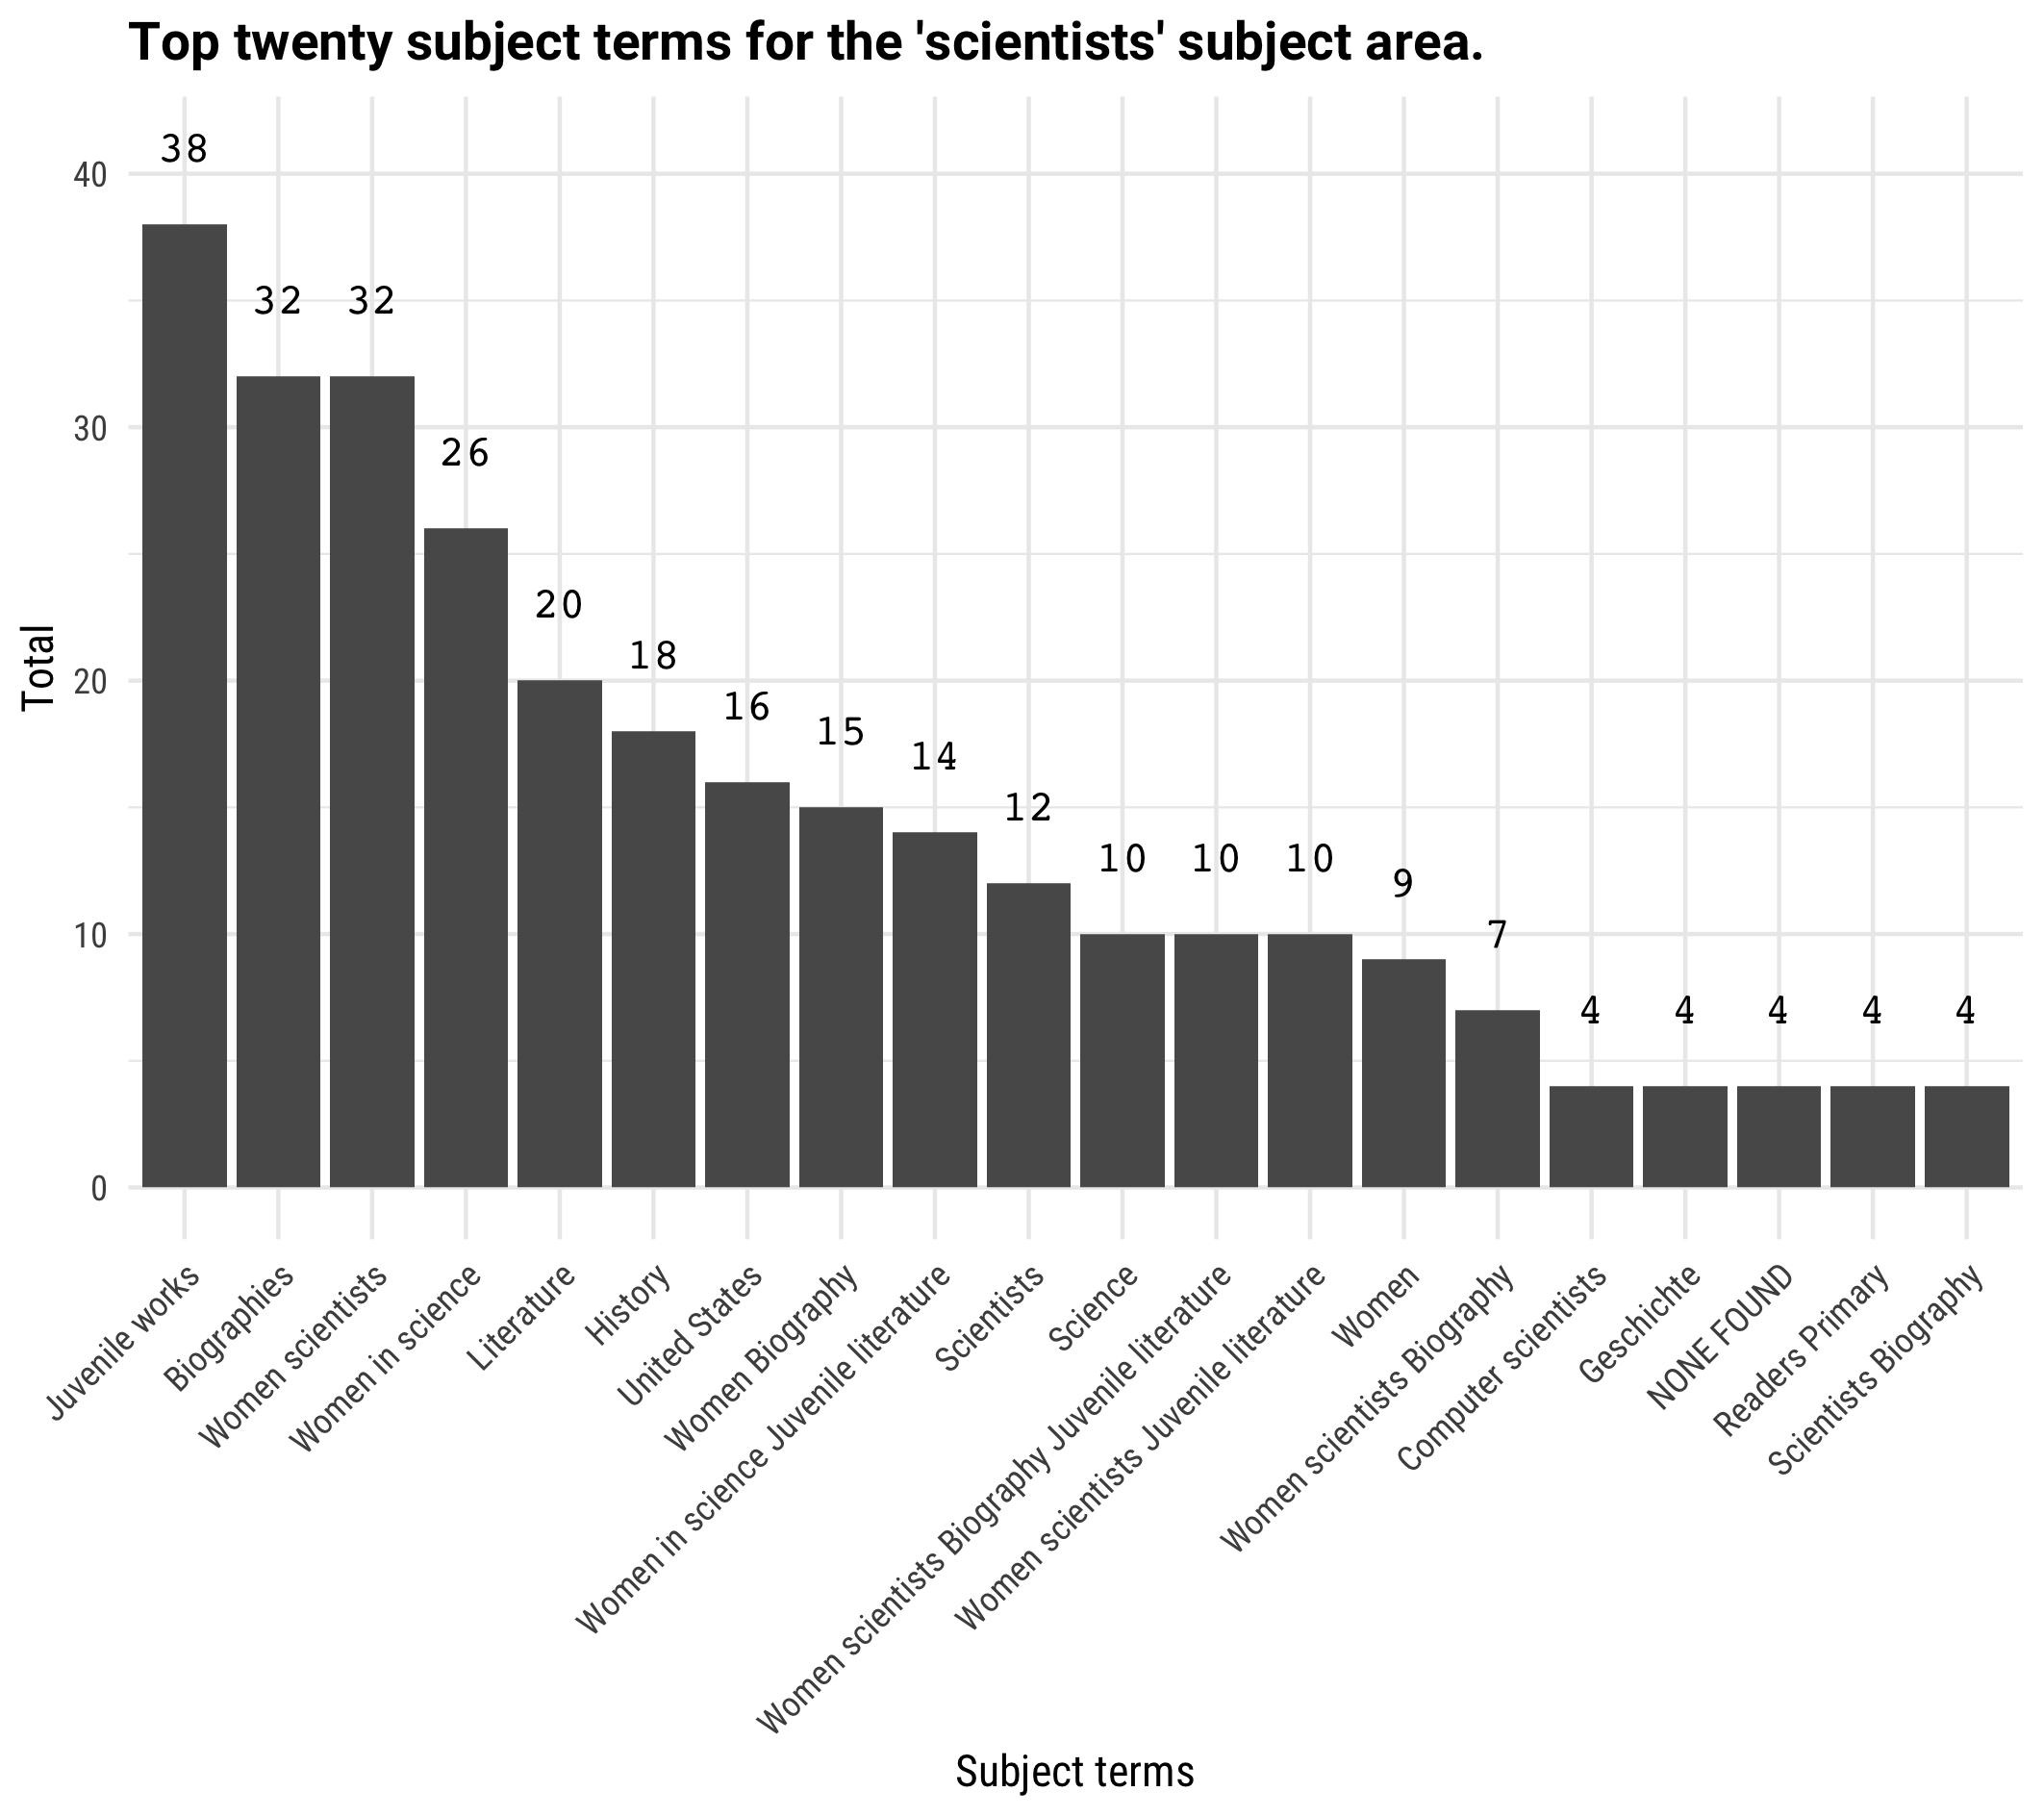 Top twenty subject terms for the 'scientists' subject area.
38
32
32
26
20
18
16
15
14
12
10
10
10
9
7
4
4
4
4
4
40
30
20
10
0
Total
Juvenile works
Biographies
Women scientists
Women in science
Literature
History
United States
Women Biography
Women in science Juvenile literature
Scientists
Science
Women scientists Biography Juvenile literature
Women scientists Juvenile literature
Women
Women scientists Biography
Computer scientists
Geschichte
NONE FOUND
Readers Primary
Scientists Biography
Subject terms